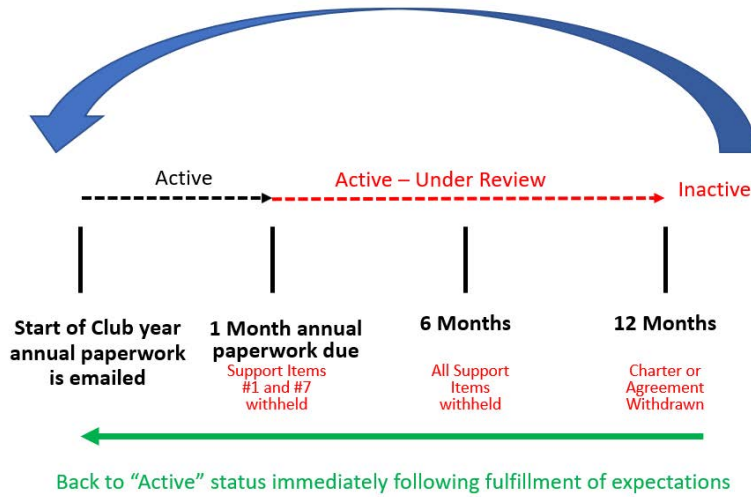 Active
Active – Under Review
Inactive
Start of Club year
annual paperwork
is emailed
1 Month annual
paperwork due
Support Items
#1 and #7
withheld
6 Months
All Support
Items
withheld
12 Months
Charter or
Agreement
Withdrawn
Back to “Active” status immediately following fulfillment of expectations